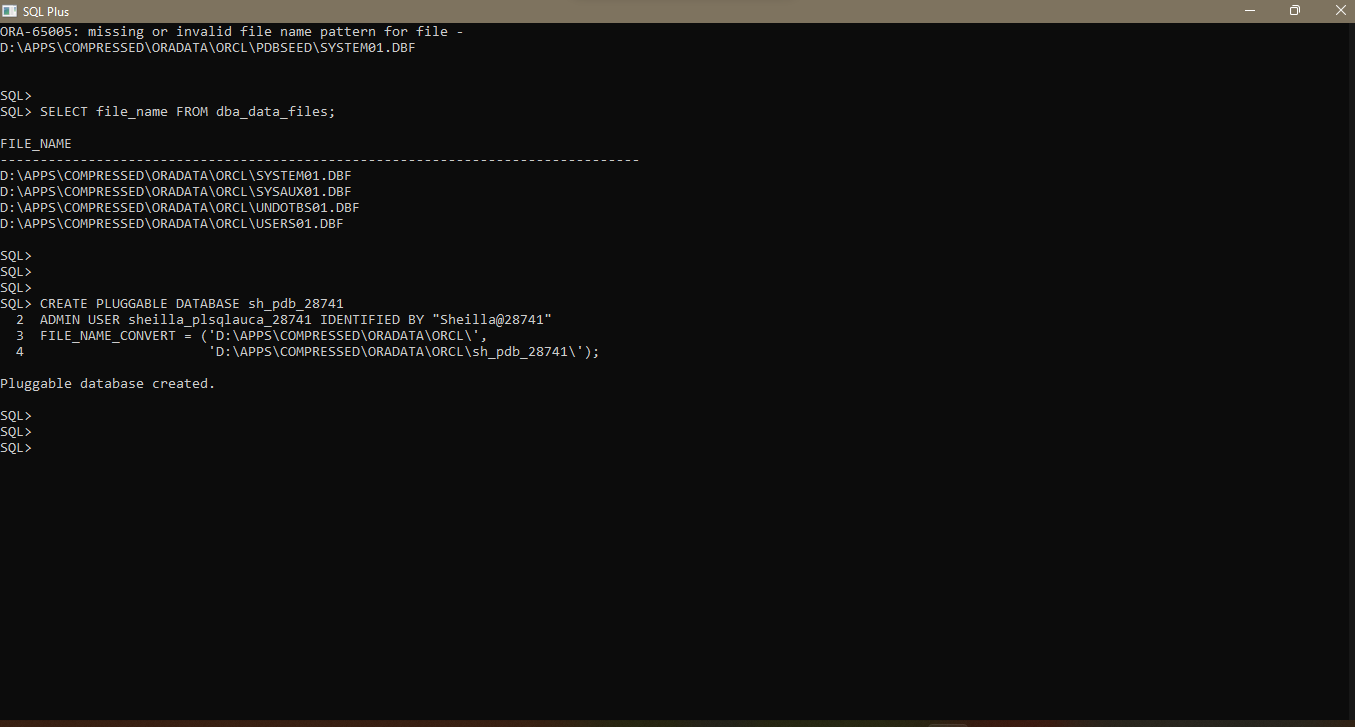 SQL Plus
ORA-65005: missing or invalid file name pattern for file -
D:\APPS\COMPRESSED\ORADATA\ORCL\PDBSEED\SYSTEM01.DBF
SQL>
SQL> SELECT file_name FROM dba_data_files;
FILE_NAME
--------------------------------------------------------------------------------
D:\APPS\COMPRESSED\ORADATA\ORCL\SYSTEM01.DBF
D:\APPS\COMPRESSED\ORADATA\ORCL\SYSAUX01.DBF
D:\APPS\COMPRESSED\ORADATA\ORCL\UNDOTBS01.DBF
D:\APPS\COMPRESSED\ORADATA\ORCL\USERS01.DBF
SQL>
SQL>
SQL>
SQL> CREATE PLUGGABLE DATABASE sh_pdb_28741
  2  ADMIN USER sheilla_plsqlauca_28741 IDENTIFIED BY "Sheilla@28741"
  3  FILE_NAME_CONVERT = ('D:\APPS\COMPRESSED\ORADATA\ORCL\',
  4                       'D:\APPS\COMPRESSED\ORADATA\ORCL\sh_pdb_28741\');
Pluggable database created.
SQL>
SQL>
SQL>